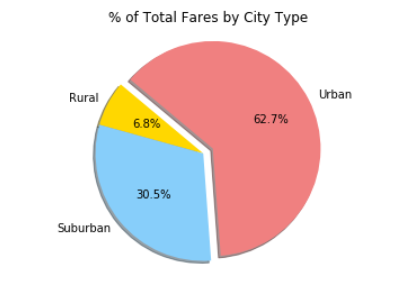 % of Total Fares by City Type
Rural
Urban
6.8%
62.7%
30.5%
Suburban